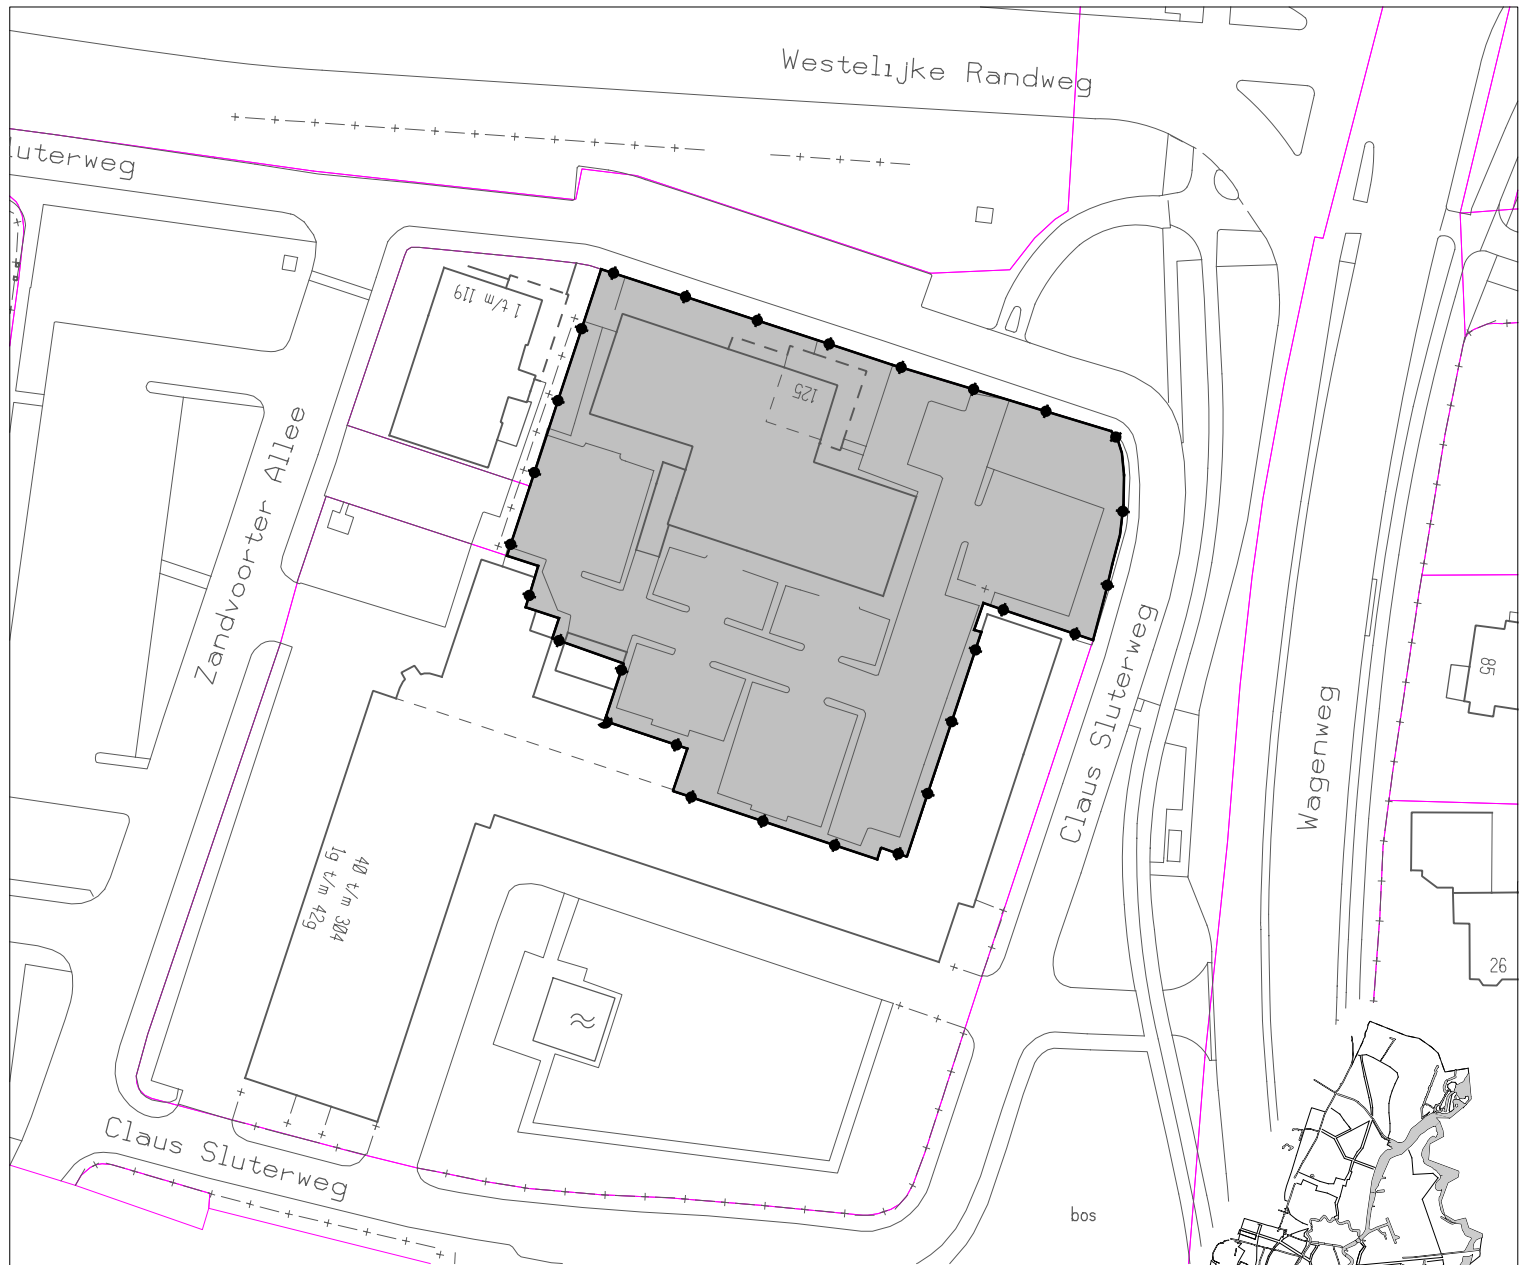 Westelijke Randweg
luterweg
1 t/m 119
125
Zandvoorter Allee
Claus Sluterweg
85
Wagenweg
40 t/m 304
1g t/m 42g
26
Claus Sluterweg
bos